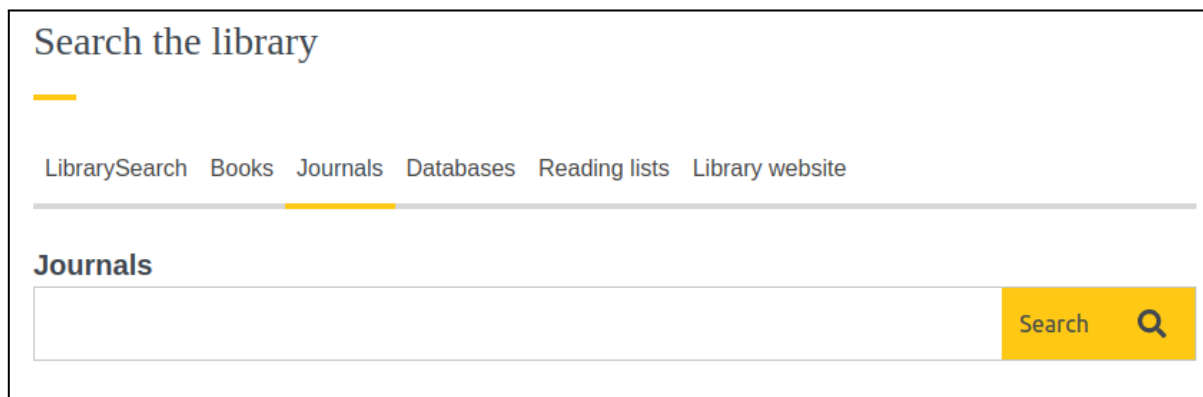 Search the library
LibrarySearch Books Journals Databases Reading lists Library website
Journals
Search